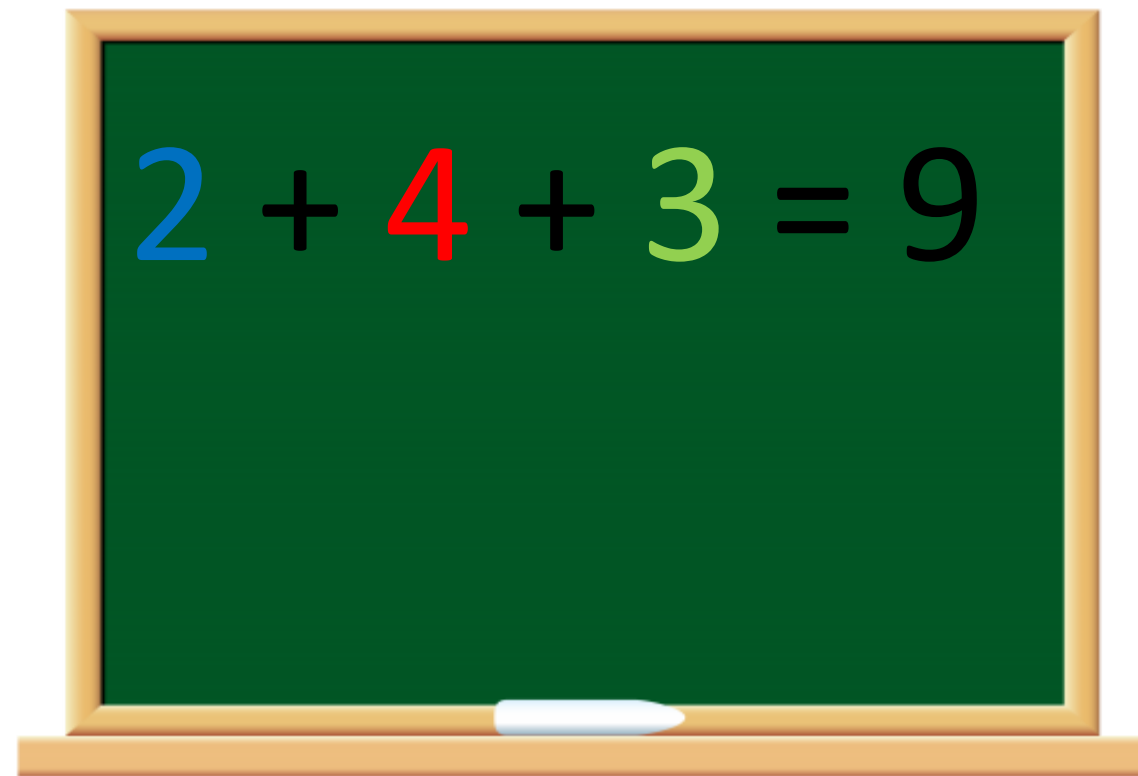 2 + 4 + 3 = 9